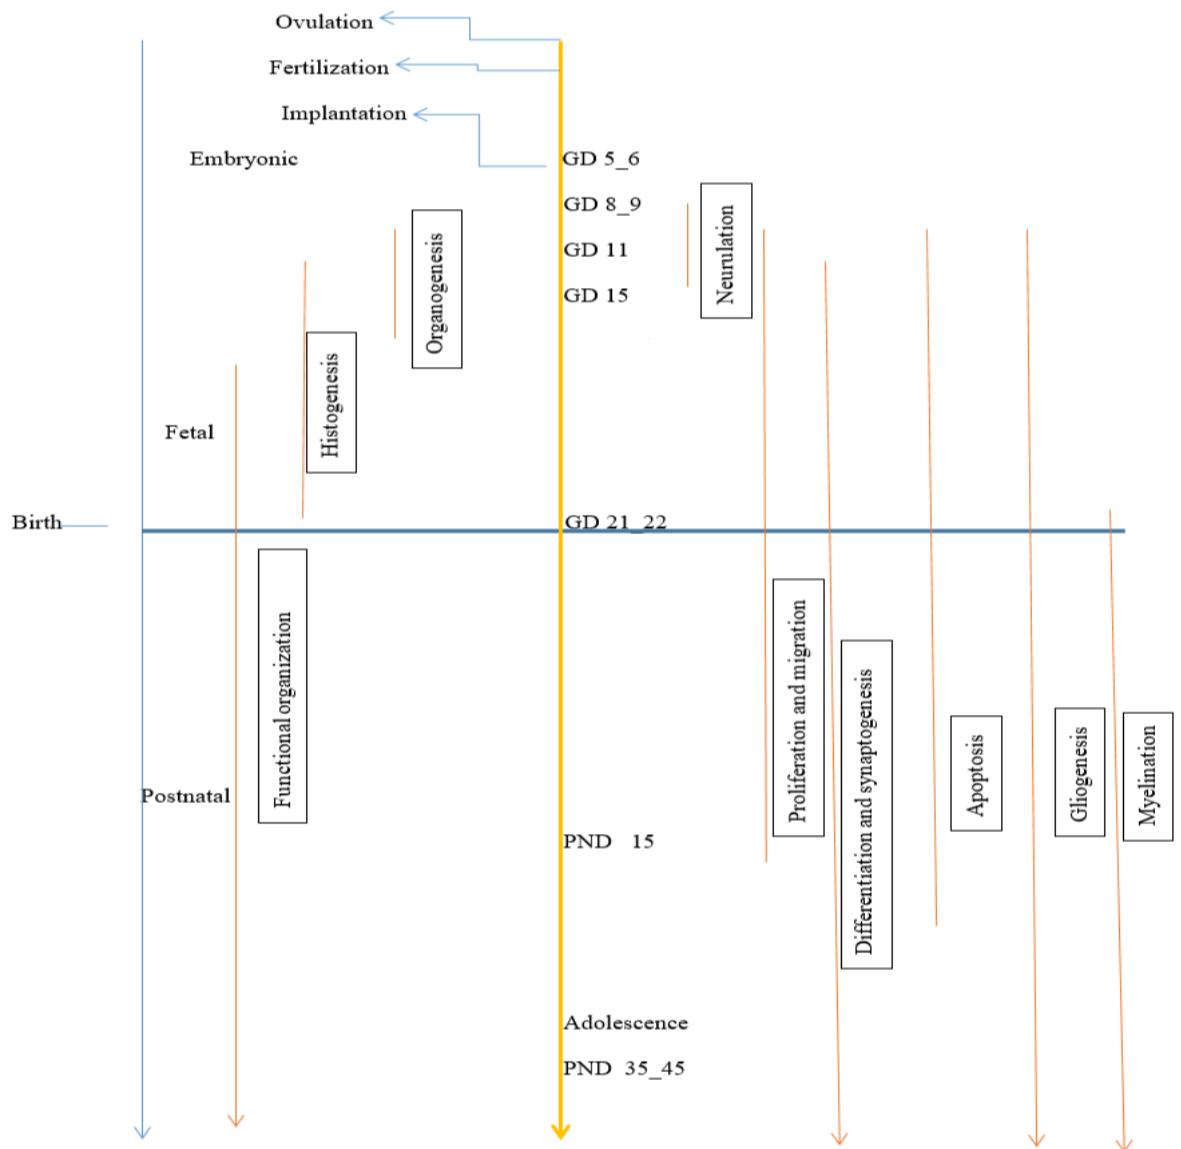 Ovulation
Fertilization
Implantation
Embryonic
GD 5_6
GD 8_9
GD 11
GD 15
Neurulation
Organogenesis
Histogenesis
Fetal
Birth
GD 21_22
Functional organization
Proliferation and migration
Differentiation and synaptogenesis
Apoptosis
Gliogenesis
Myelination
Postnatal
PND 15
Adolescence
PND 35_45